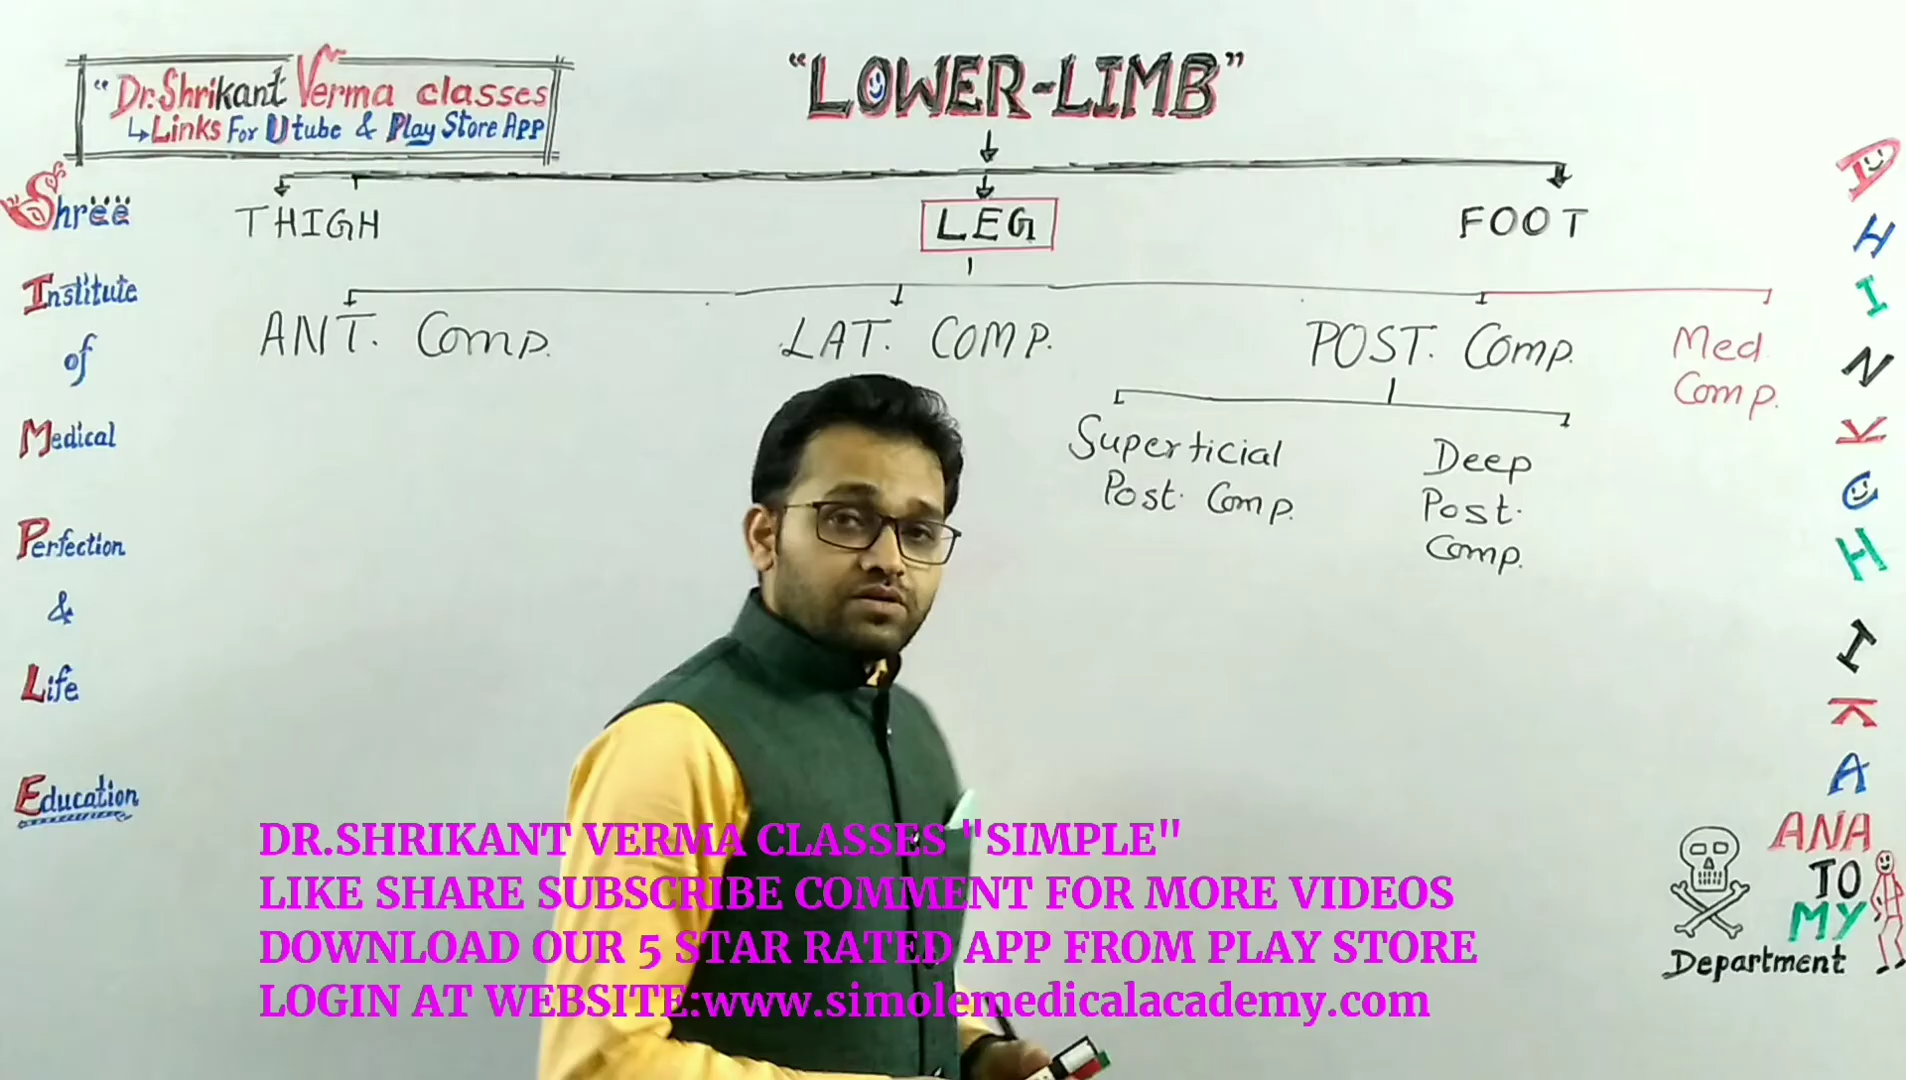 "Dr. Shrikant Verma classes
↳ Links For Utube & Play Store App
"LOWER-LIMB"
THIGH
LEG
FOOT
ANT. Comp.
LAT. COMP.
POST. Comp.
Med
Comp.
Superticial
Post. Comp.
Deep
Post.
Comp.
Shree
Institute
of
Medical
Perfection
&
Life
Education
D
H
I
N
K
C
H
I
K
A
ANA
TO
MY
Department
DR.SHRIKANT VERMA CLASSES "SIMPLE"
LIKE SHARE SUBSCRIBE COMMENT FOR MORE VIDEOS
DOWNLOAD OUR 5 STAR RATED APP FROM PLAY STORE
LOGIN AT WEBSITE:www.simolemedicalacademy.com